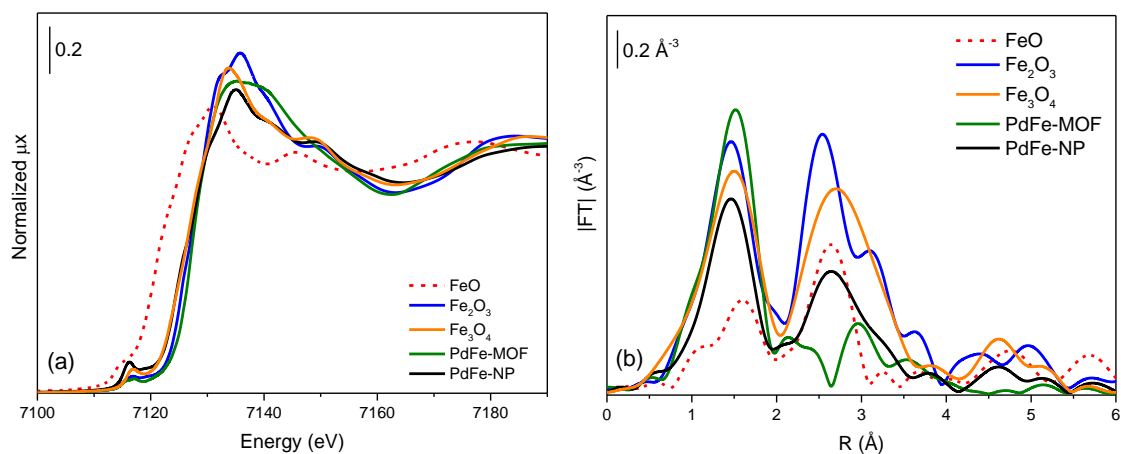 0.2
Normalized μx
FeO
Fe₂O₃
Fe₃O₄
PdFe-MOF
PdFe-NP
(a)
7100 7120 7140 7160 7180
Energy (eV)
0.2 Å⁻³
|FT| (Å⁻³)
FeO
Fe₂O₃
Fe₃O₄
PdFe-MOF
PdFe-NP
(b)
0 1 2 3 4 5 6
R (Å)